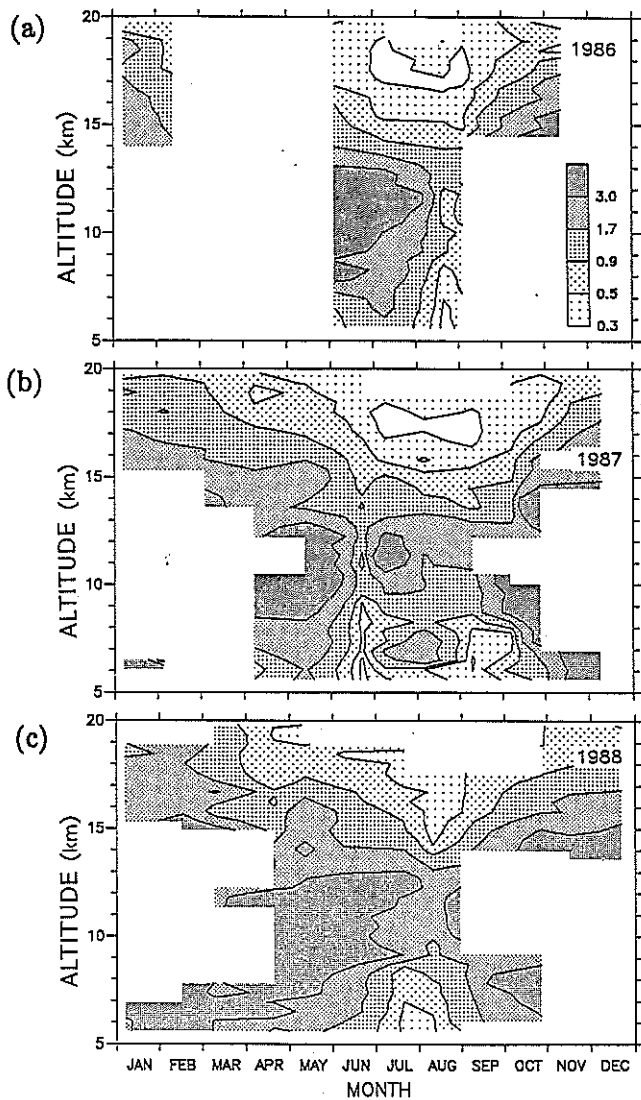 (a)
20
15
10
5
ALTITUDE (km)
1986
3.0
1.7
0.9
0.5
0.3
(b)
20
15
10
5
ALTITUDE (km)
1987
(c)
20
15
10
5
ALTITUDE (km)
1988
JAN FEB MAR APR MAY JUN JUL AUG SEP OCT NOV DEC
MONTH